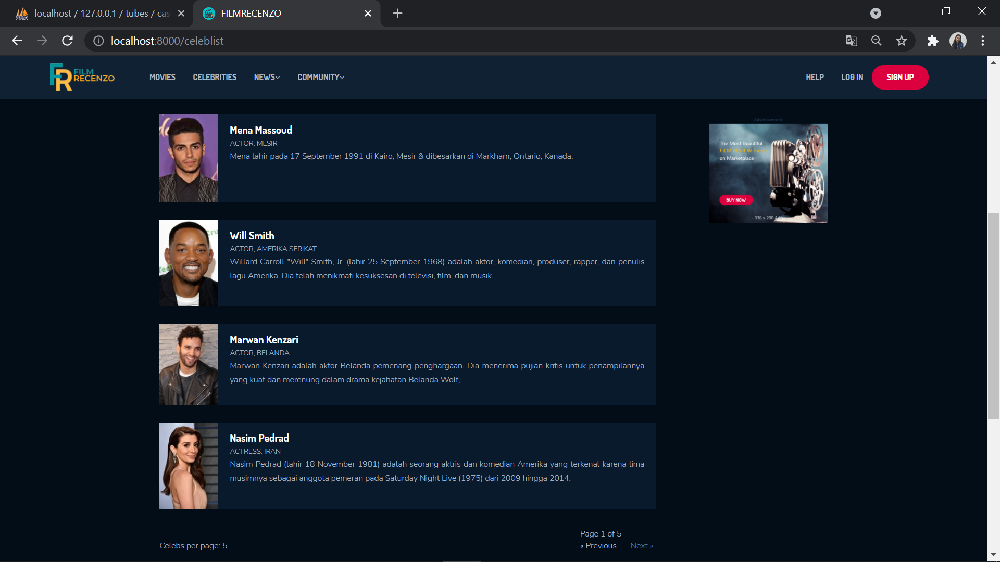 localhost / 127.0.0.1 / tubes / cas
FILMRECENZO
localhost:8000/celeblist
FR FILM RECENZO
MOVIES
CELEBRITIES
NEWS
COMMUNITY
HELP
LOG IN
SIGN UP
Mena Massoud
ACTOR, MESIR
Mena lahir pada 17 September 1991 di Kairo, Mesir & dibesarkan di Markham, Ontario, Kanada.
Will Smith
ACTOR, AMERIKA SERIKAT
Willard Carroll "Will" Smith, Jr. (lahir 25 September 1968) adalah aktor, komedian, produser, rapper, dan penulis
lagu Amerika. Dia telah menikmati kesuksesan di televisi, film, dan musik.
Marwan Kenzari
ACTOR, BELANDA
Marwan Kenzari adalah aktor Belanda pemenang penghargaan. Dia menerima pujian kritis untuk penampilannya
yang kuat dan merenung dalam drama kejahatan Belanda Wolf,
Nasim Pedrad
ACTRESS, IRAN
Nasim Pedrad (lahir 18 November 1981) adalah seorang aktris dan komedian Amerika yang terkenal karena lima
musimnya sebagai anggota pemeran pada Saturday Night Live (1975) dari 2009 hingga 2014.
Celebs per page: 5
Page 1 of 5
« Previous Next »
- Advertisement -
The Most Beautiful
FILM REVIEW Theme
on Marketplace
BUY NOW
- 336 x 280